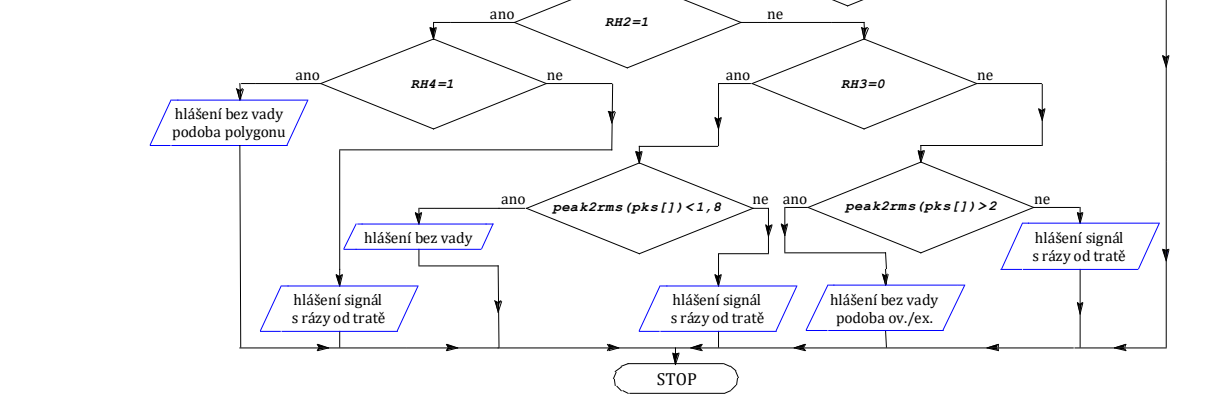 ano
RH2=1
ne
ano
RH4=1
ne
ano
RH3=0
ne
hlášení bez vady
podoba polygonu
ano
peak2rms(pks[])<1,8
ne
ano
peak2rms(pks[])>2
ne
hlášení bez vady
hlášení signál
s rázy od tratě
hlášení signál
s rázy od tratě
hlášení signál
s rázy od tratě
hlášení bez vady
podoba ov./ex.
STOP